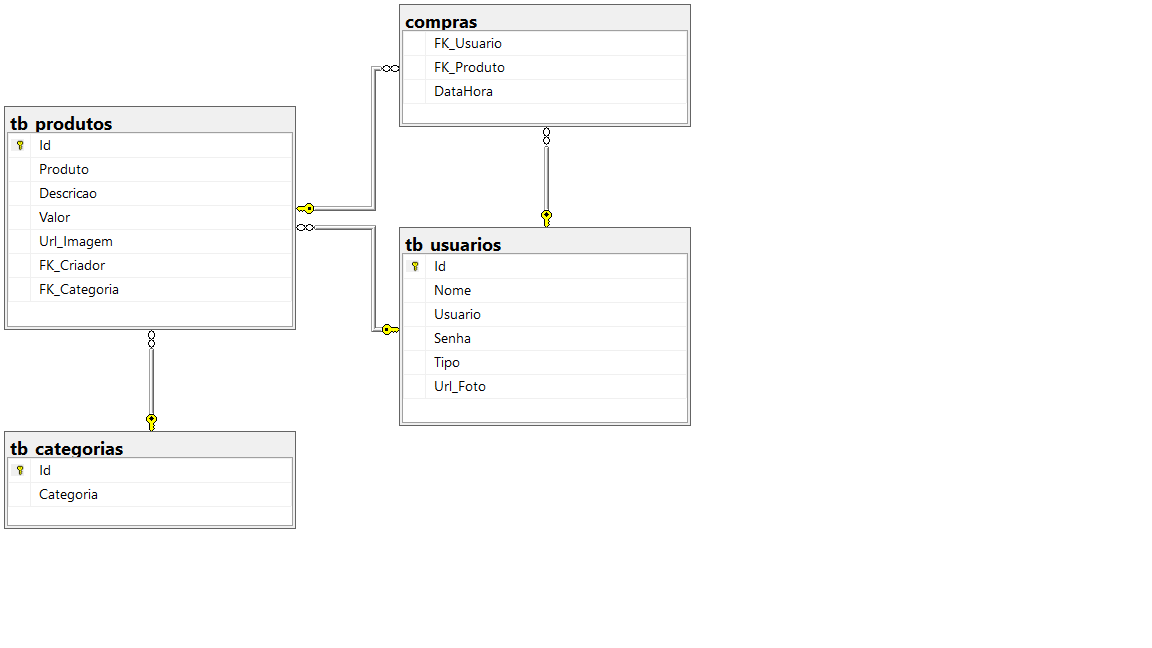 compras
FK_Usuario
FK_Produto
DataHora
tb_produtos
Id
Produto
Descricao
Valor
Url_Imagem
FK_Criador
FK_Categoria
tb_usuarios
Id
Nome
Usuario
Senha
Tipo
Url_Foto
tb_categorias
Id
Categoria